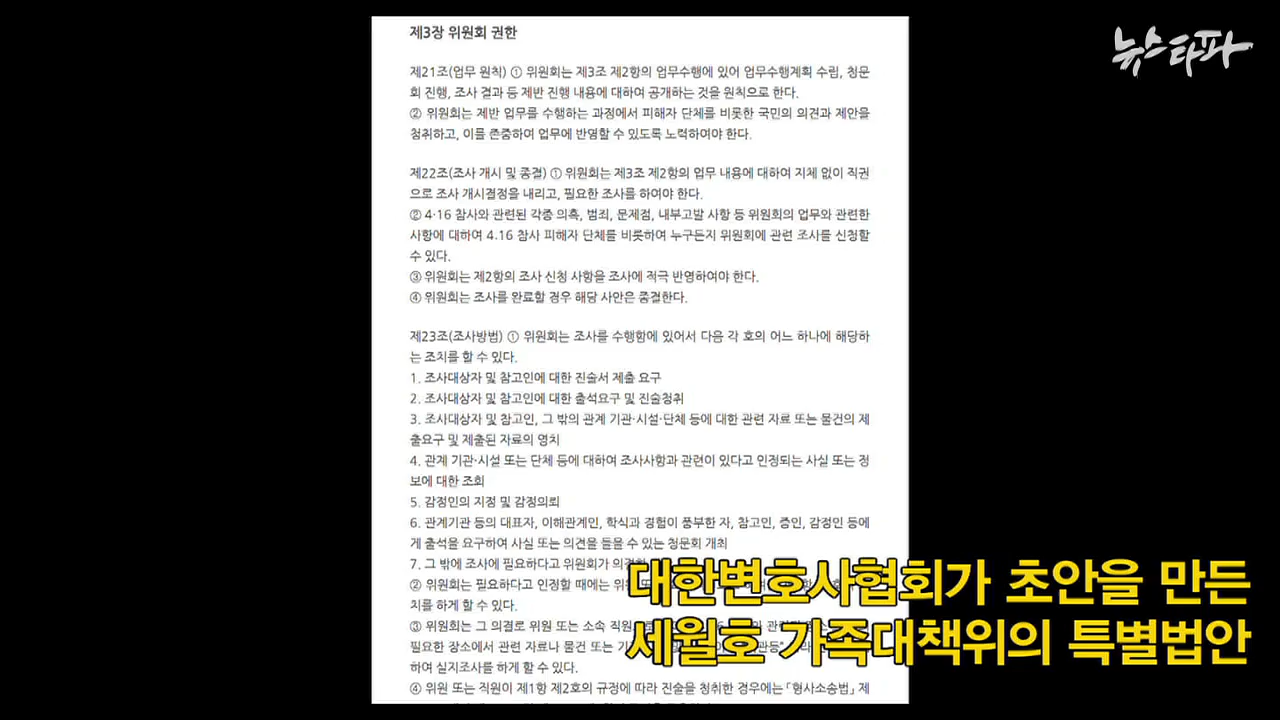 뉴스타파
제3장 위원회 권한
제21조(업무 원칙) ① 위원회는 제3조 제2항의 업무수행에 있어 업무수행계획 수립, 청문
회 진행, 조사 결과 등 제반 진행 내용에 대하여 공개하는 것을 원칙으로 한다.
② 위원회는 제반 업무를 수행하는 과정에서 피해자 단체를 비롯한 국민의 의견과 제안을
청취하고, 이를 존중하여 업무에 반영할 수 있도록 노력하여야 한다.
제22조(조사 개시 및 종결) ① 위원회는 제3조 제2항의 업무 내용에 대하여 지체 없이 직권
으로 조사 개시결정을 내리고, 필요한 조사를 하여야 한다.
② 4·16 참사와 관련된 각종 의혹, 범죄, 문제점, 내부고발 사항 등 위원회의 업무와 관련한
사항에 대하여 4.16 참사 피해자 단체를 비롯하여 누구든지 위원회에 관련 조사를 신청할
수 있다.
③ 위원회는 제2항의 조사 신청 사항을 조사에 적극 반영하여야 한다.
④ 위원회는 조사를 완료할 경우 해당 사안은 종결한다.
제23조(조사방법) ① 위원회는 조사를 수행함에 있어서 다음 각 호의 어느 하나에 해당하
는 조치를 할 수 있다.
1. 조사대상자 및 참고인에 대한 진술서 제출 요구
2. 조사대상자 및 참고인에 대한 출석요구 및 진술청취
3. 조사대상자 및 참고인, 그 밖의 관계 기관·시설·단체 등에 대한 관련 자료 또는 물건의 제
출요구 및 제출된 자료의 영치
4. 관계 기관·시설 또는 단체 등에 대하여 조사사항과 관련이 있다고 인정되는 사실 또는 정
보에 대한 조회
5. 감정인의 지정 및 감정의뢰
6. 관계기관 등의 대표자, 이해관계인, 학식과 경험이 풍부한 자, 참고인, 증인, 감정인 등에
게 출석을 요구하여 사실 또는 의견을 들을 수 있는 청문회 개최
7. 그 밖에 조사에 필요하다고 위원회가
② 위원회는 필요하다고 인정할 때에는
치를 하게 할 수 있다.
③ 위원회는 그 의결로 위원 또는 소속 직원
필요한 장소에서 관련 자료나 물건 또는
하여 실지조사를 하게 할 수 있다.
④ 위원 또는 직원이 제1항 제2호의 규정에 따라 진술을 청취한 경우에는 「형사소송법」 제
대한변호사협회가 초안을 만든
세월호 가족대책위의 특별법안